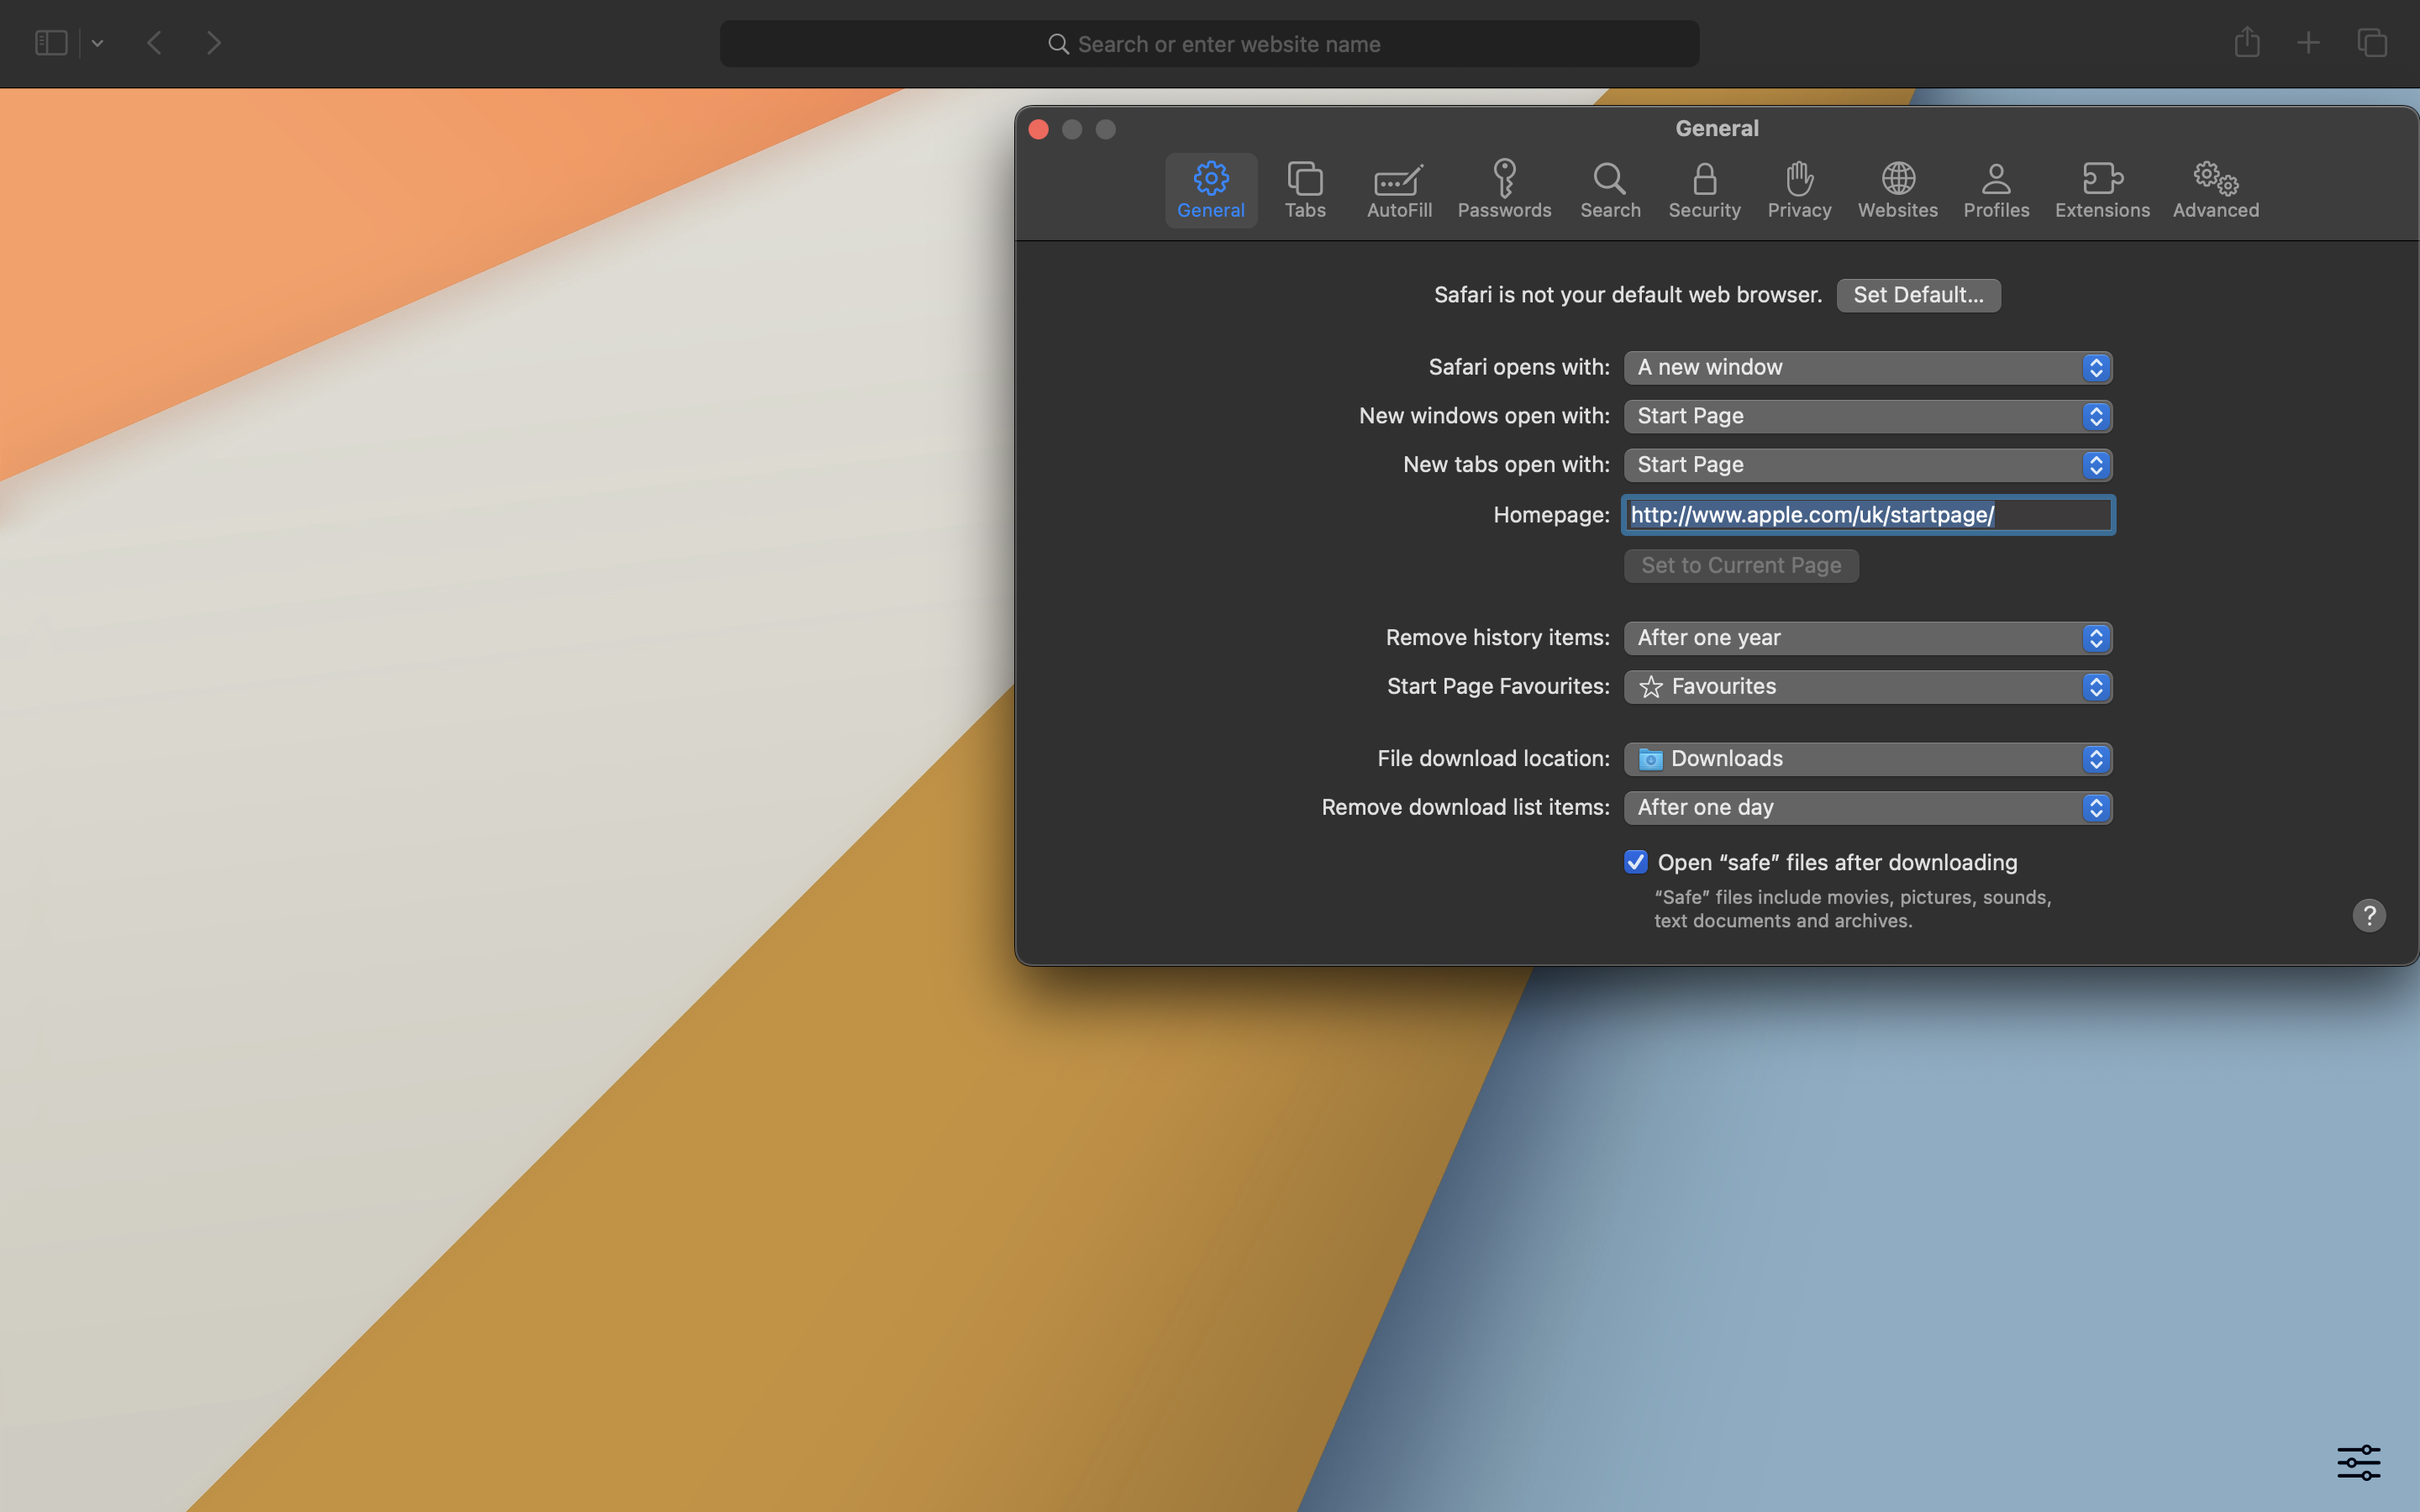 Search or enter website name
General
General
Tabs
AutoFill
Passwords
Search
Security
Privacy
Websites
Profiles
Extensions
Advanced
Safari is not your default web browser.
Set Default...
Safari opens with: A new window
New windows open with: Start Page
New tabs open with: Start Page
Homepage: http://www.apple.com/uk/startpage/
Set to Current Page
Remove history items: After one year
Start Page Favourites: Favourites
File download location: Downloads
Remove download list items: After one day
Open “safe” files after downloading
“Safe” files include movies, pictures, sounds,
text documents and archives.
?